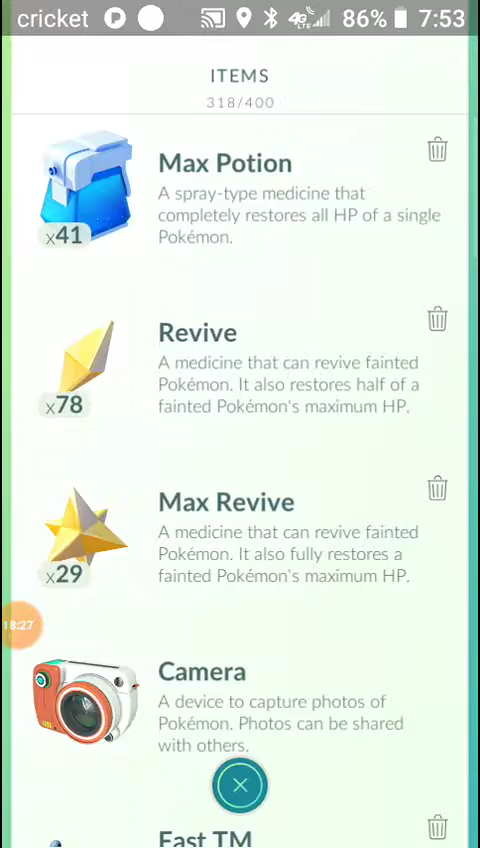 cricket P 4G LTE 86% 7:53
ITEMS
318/400
Max Potion
A spray-type medicine that
completely restores all HP of a single
Pokémon.
x41
Revive
A medicine that can revive fainted
Pokémon. It also restores half of a
fainted Pokémon's maximum HP.
x78
Max Revive
A medicine that can revive fainted
Pokémon. It also fully restores a
fainted Pokémon's maximum HP.
x29
18:27
Camera
A device to capture photos of
Pokémon. Photos can be shared
with others.
Fast TM